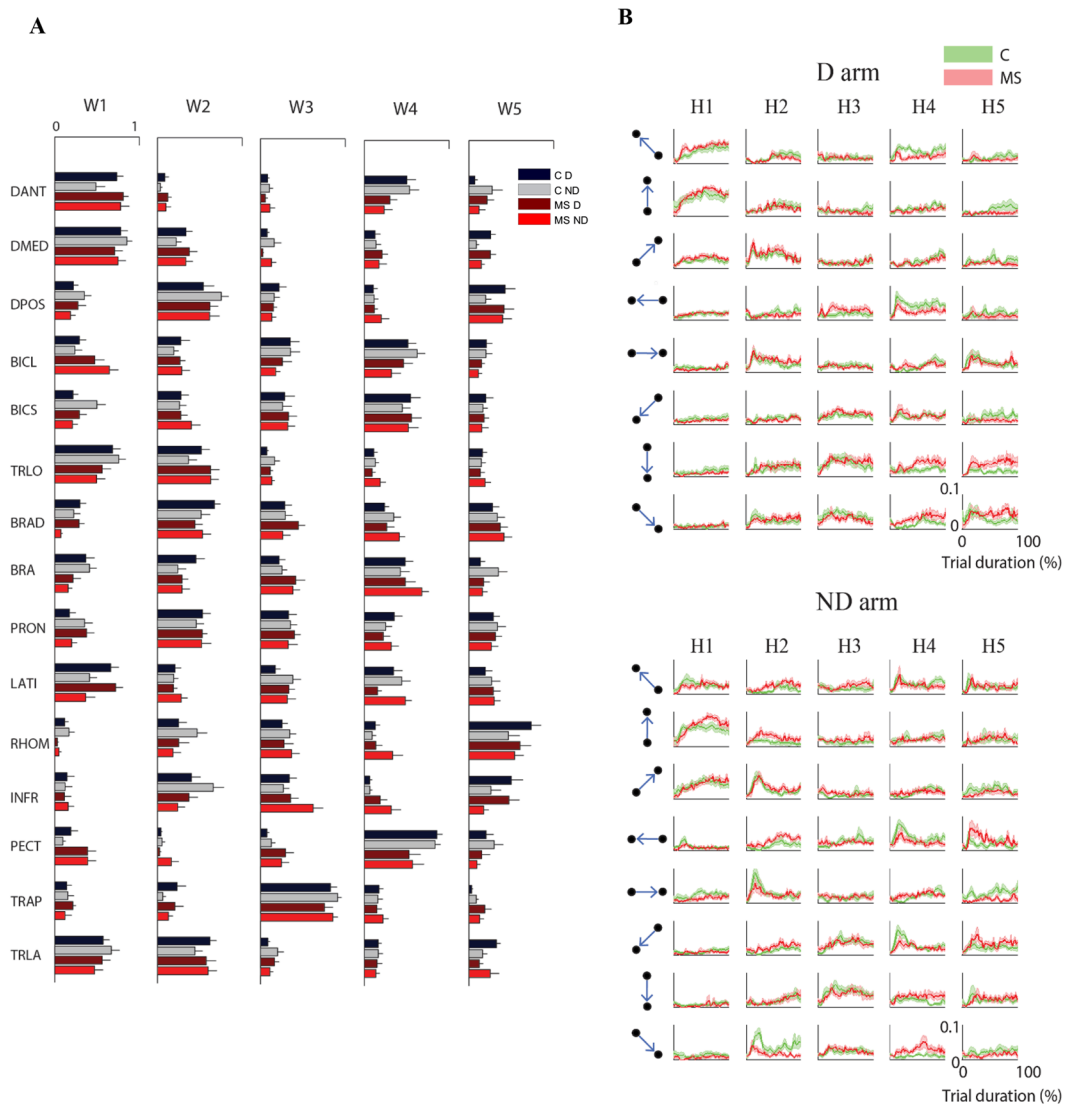 A
W1 W2 W3 W4 W5
0 1
C D
C ND
MS D
MS ND
DANT
DMED
DPOS
BICL
BICS
TRLO
BRAD
BRA
PRON
LATI
RHOM
INFR
PECT
TRAP
TRLA
B
C
MS
D arm
H1 H2 H3 H4 H5
0.1
0
0 100
Trial duration (%)
ND arm
H1 H2 H3 H4 H5
0.1
0
0 100
Trial duration (%)